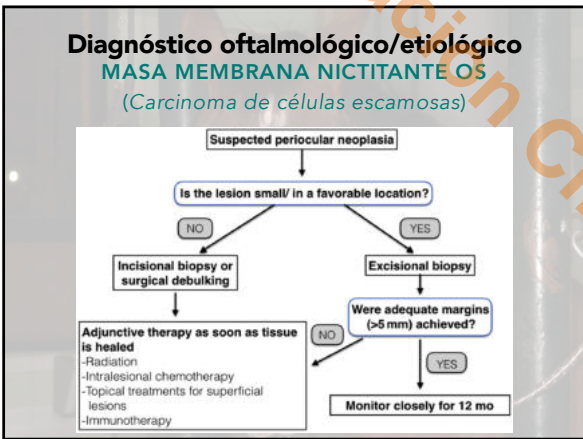 Diagnóstico oftalmológico/etiológico
MASA MEMBRANA NICTITANTE OS
(Carcinoma de células escamosas)
Suspected periocular neoplasia
Is the lesion small/ in a favorable location?
NO
YES
Incisional biopsy or
surgical debulking
Excisional biopsy
Were adequate margins
(>5 mm) achieved?
NO
YES
Adjunctive therapy as soon as tissue
is healed
-Radiation
-Intralesional chemotherapy
-Topical treatments for superficial
lesions
-Immunotherapy
Monitor closely for 12 mo